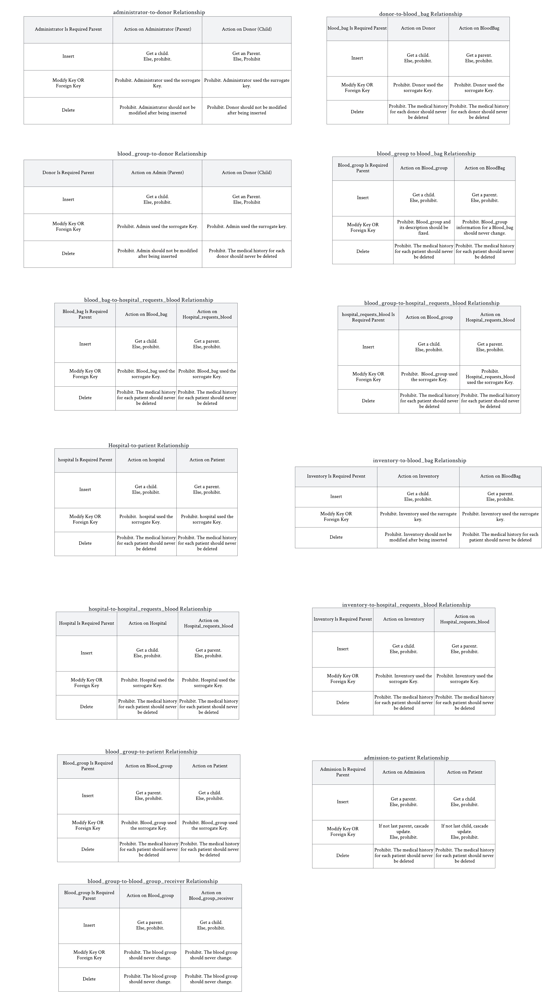 administrator-to-donor Relationship
Administrator Is Required Parent
Action on Administrator (Parent)
Action on Donor (Child)
Insert
Get a child.
Else, prohibit.
Get an Parent.
Else, Prohibit
Modify Key OR
Foreign Key
Prohibit. Administrator used the sorrogate
Key.
Prohibit. Administrator used the surrogate
key.
Delete
Prohibit. Administrator should not be
modified after being inserted
Prohibit. Donor should not be modified
after being inserted
donor-to-blood_bag Relationship
blood_bag Is Required Parent
Action on Donor
Action on BloodBag
Insert
Get a child.
Else, prohibit.
Get a parent.
Else, prohibit.
Modify Key OR
Foreign Key
Prohibit. Donor used the
sorrogate Key.
Prohibit. Donor used the
sorrogate Key.
Delete
Prohibit. The medical history
for each donor should never
be deleted
Prohibit. The medical history
for each donor should never
be deleted
blood_group-to-donor Relationship
Donor Is Required Parent
Action on Admin (Parent)
Action on Donor (Child)
Insert
Get a child.
Else, prohibit.
Get an Parent.
Else, Prohibit
Modify Key OR
Foreign Key
Prohibit. Admin used the sorrogate Key.
Prohibit. Admin used the surrogate key.
Delete
Prohibit. Admin should not be modified
after being inserted
Prohibit. The medical history for each
donor should never be deleted
blood_group to blood_bag Relationship
Blood_group Is Required
Parent
Action on Blood_group
Action on BloodBag
Insert
Get a child.
Else, prohibit.
Get a parent.
Else, prohibit.
Modify Key OR
Foreign Key
Prohibit. Blood_group and
its description should be
fixed.
Prohibit. Blood_group
information for a Blood_bag
should never change.
Delete
Prohibit. The medical history
for each patient should never
be deleted
Prohibit. The medical history
for each patient should never
be deleted
blood_bag-to-hospital_requests_blood Relationship
Blood_bag Is Required
Parent
Action on Blood_bag
Action on
Hospital_requests_blood
Insert
Get a child.
Else, prohibit.
Get a parent.
Else, prohibit.
Modify Key OR
Foreign Key
Prohibit. Blood_bag used the
sorrogate Key.
Prohibit. Blood_bag used the
sorrogate Key.
Delete
Prohibit. The medical history
for each patient should never
be deleted
Prohibit. The medical history
for each patient should never
be deleted
blood_group-to-hospital_requests_blood Relationship
hospital_requests_blood Is
Required Parent
Action on Blood_group
Action on
Hospital_requests_blood
Insert
Get a child.
Else, prohibit.
Get a parent.
Else, prohibit.
Modify Key OR
Foreign Key
Prohibit.  Blood_group used
the sorrogate Key.
Prohibit.
Hospital_requests_blood
used the sorrogate Key.
Delete
Prohibit. The medical history
for each patient should never
be deleted
Prohibit. The medical history
for each patient should never
be deleted
Hospital-to-patient Relationship
hospital Is Required Parent
Action on hospital
Action on Patient
Insert
Get a child.
Else, prohibit.
Get a parent.
Else, prohibit.
Modify Key OR
Foreign Key
Prohibit.  hospital used the
sorrogate Key.
Prohibit. hospital used the
sorrogate Key.
Delete
Prohibit. The medical history
for each patient should never
be deleted
Prohibit. The medical history
for each patient should never
be deleted
inventory-to-blood_bag Relationship
Inventory Is Required Perent
Action on Inventory
Action on BloodBag
Insert
Get a child.
Else, prohibit.
Get a parent.
Else, prohibit.
Modify Key OR
Foreign Key
Prohibit. Inventory used the surrogate
key.
Prohibit. Inventory used the surrogate
key.
Delete
Prohibit. Inventory should not be
modified after being inserted
Prohibit. The medical history for each
patient should never be deleted
hospital-to-hospital_requests_blood Relationship
Hospital Is Required Parent
Action on Hospital
Action on
Hospital_requests_blood
Insert
Get a child.
Else, prohibit.
Get a parent.
Else, prohibit.
Modify Key OR
Foreign Key
Prohibit. Hospital used the
sorrogate Key.
Prohibit. Hospital used the
sorrogate Key.
Delete
Prohibit. The medical history
for each patient should never
be deleted
Prohibit. The medical history
for each patient should never
be deleted
inventory-to-hospital_requests_blood Relationship
Inventory Is Required Parent
Action on Inventory
Action on
Hospital_requests_blood
Insert
Get a child.
Else, prohibit.
Get a parent.
Else, prohibit.
Modify Key OR
Foreign Key
Prohibit. Inventory used the
sorrogate Key.
Prohibit. Inventory used the
sorrogate Key.
Delete
Prohibit. The medical history
for each patient should never
be deleted
Prohibit. The medical history
for each patient should never
be deleted
blood_group-to-patient Relationship
Blood_group Is Required
Parent
Action on Blood_group
Action on Patient
Insert
Get a parent.
Else, prohibit.
Get a child.
Else, prohibit.
Modify Key OR
Foreign Key
Prohibit. Blood_group used
the sorrogate Key.
Prohibit. Blood_group used
the sorrogate Key.
Delete
Prohibit. The medical history
for each patient should never
be deleted
Prohibit. The medical history
for each patient should never
be deleted
admission-to-patient Relationship
Admission Is Required
Parent
Action on Admission
Action on Patient
Insert
Get a parent.
Else, prohibit.
Get a child.
Else, prohibit.
Modify Key OR
Foreign Key
If not last parent, cascade
update.
Else, prohibit.
If not last child, cascade
update.
Else, prohibit.
Delete
Prohibit. The medical history
for each patient should never
be deleted
Prohibit. The medical history
for each patient should never
be deleted
blood_group-to-blood_group_receiver Relationship
Blood_group Is Required
Parent
Action on Blood_group
Action on
Blood_group_receiver
Insert
Get a parent.
Else, prohibit.
Get a child.
Else, prohibit.
Modify Key OR
Foreign Key
Prohibit. The blood group
should never change.
Prohibit. The blood group
should never change.
Delete
Prohibit. The blood group
should never change.
Prohibit. The blood group
should never change.